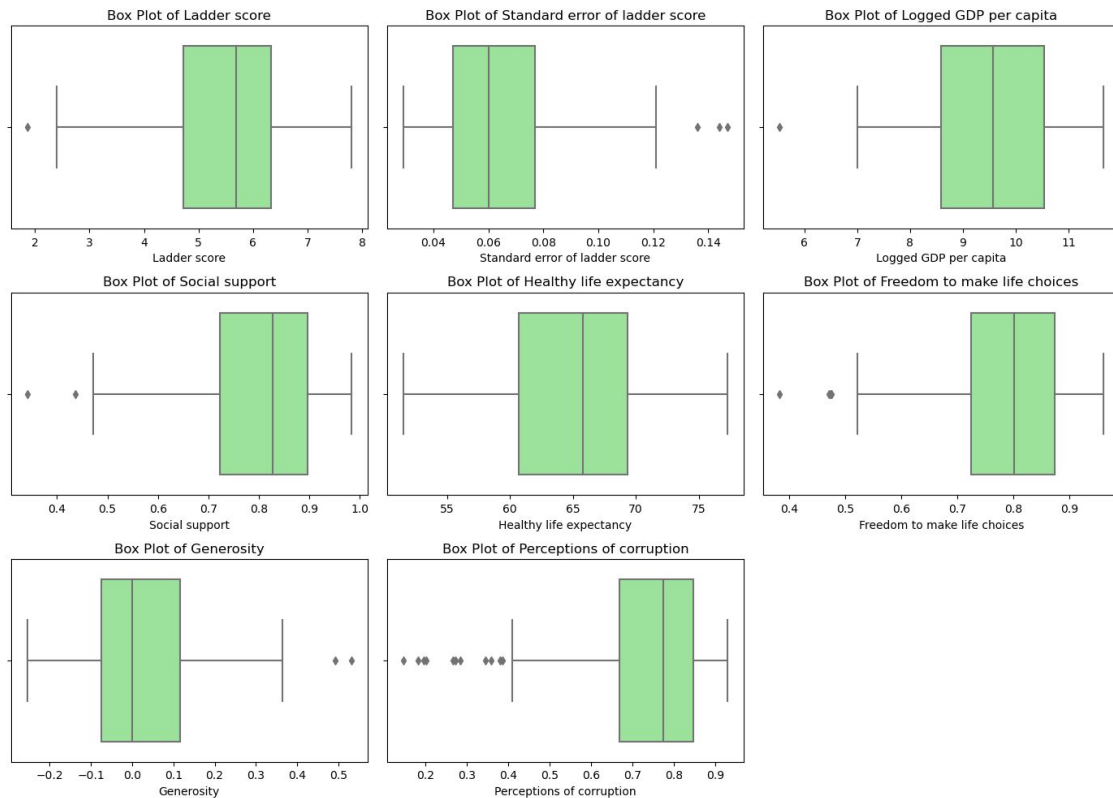 Box Plot of Ladder score
2 3 4 5 6 7 8
Ladder score
Box Plot of Standard error of ladder score
0.04 0.06 0.08 0.10 0.12 0.14
Standard error of ladder score
Box Plot of Logged GDP per capita
6 7 8 9 10 11
Logged GDP per capita
Box Plot of Social support
0.4 0.5 0.6 0.7 0.8 0.9 1.0
Social support
Box Plot of Healthy life expectancy
55 60 65 70 75
Healthy life expectancy
Box Plot of Freedom to make life choices
0.4 0.5 0.6 0.7 0.8 0.9
Freedom to make life choices
Box Plot of Generosity
−0.2 −0.1 0.0 0.1 0.2 0.3 0.4 0.5
Generosity
Box Plot of Perceptions of corruption
0.2 0.3 0.4 0.5 0.6 0.7 0.8 0.9
Perceptions of corruption